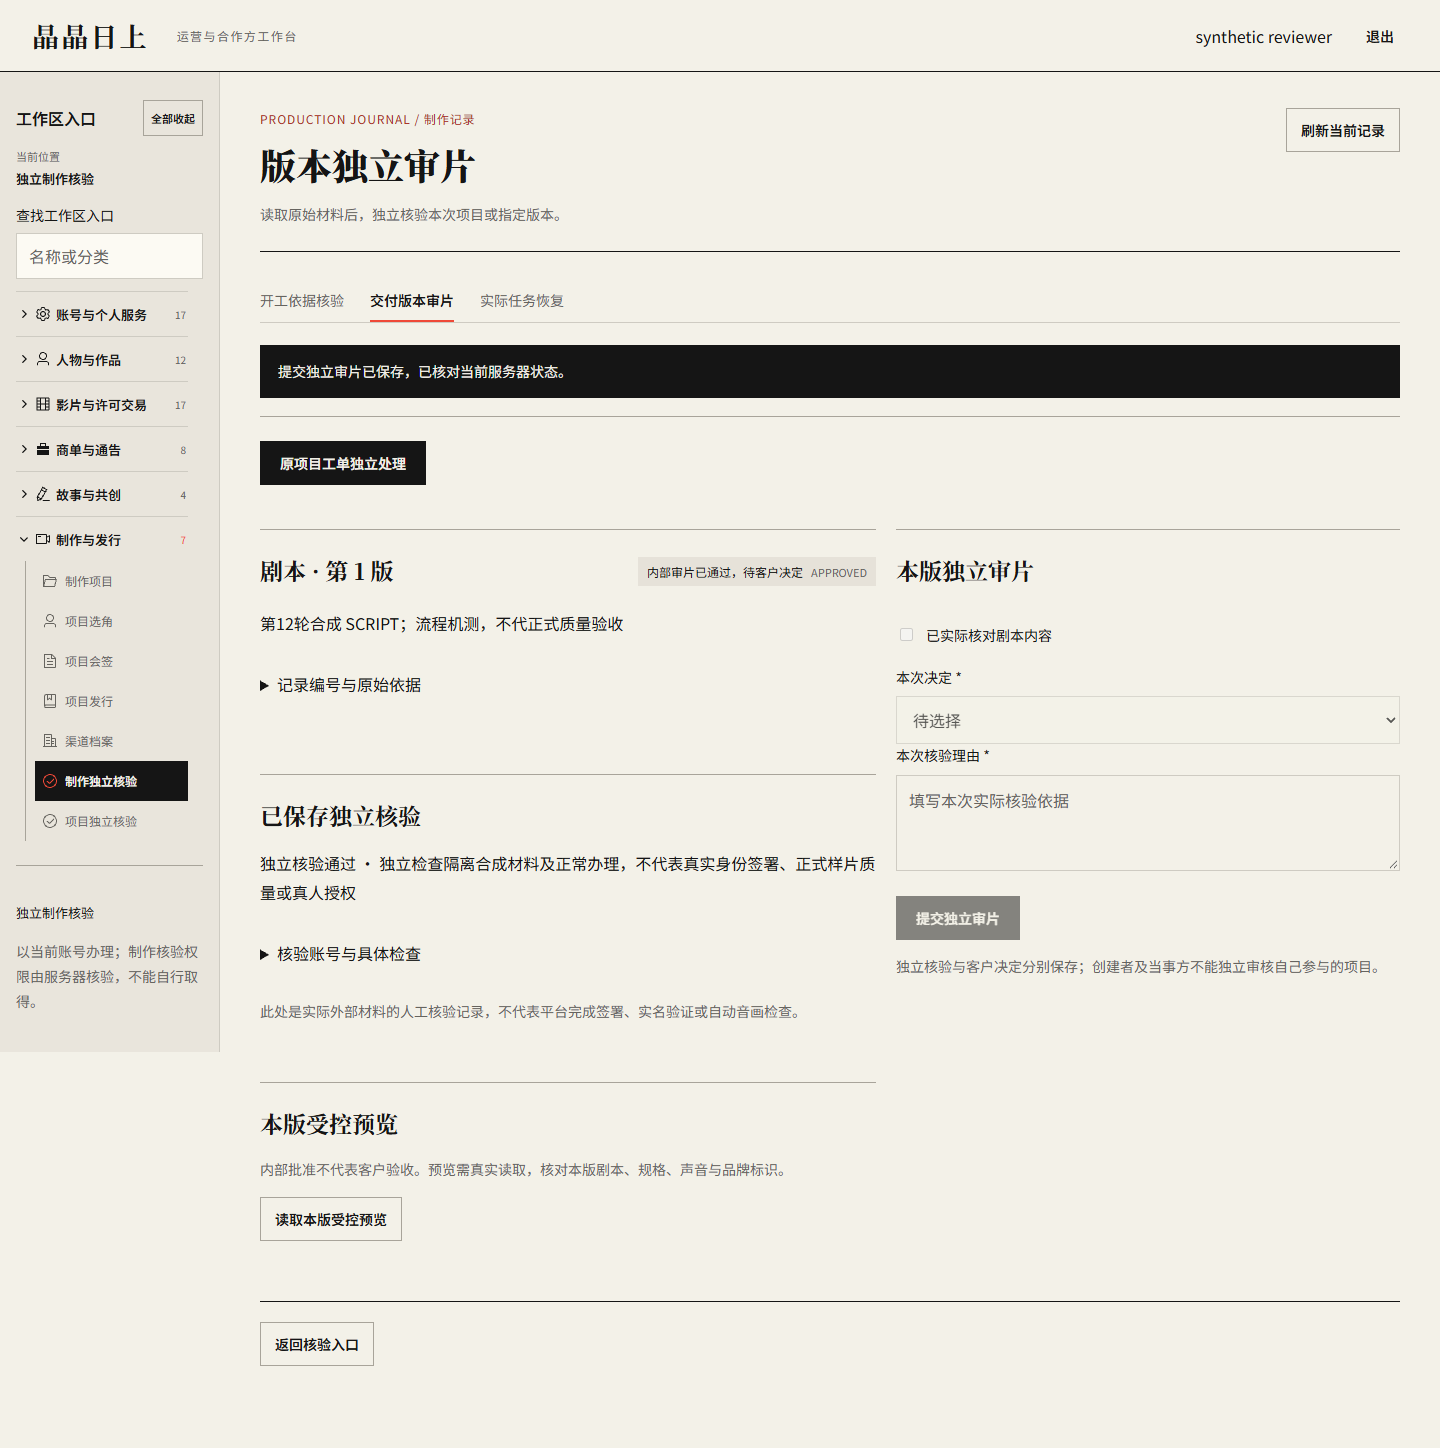 晶晶日上
运营与合作方工作台
synthetic reviewer
退出
工作区入口
全部收起
当前位置
独立制作核验
查找工作区入口
名称或分类
账号与个人服务 17
人物与作品 12
影片与许可交易 17
商单与通告 8
故事与共创 4
制作与发行 7
制作项目
项目选角
项目会签
项目发行
渠道档案
制作独立核验
项目独立核验
独立制作核验
以当前账号办理；制作核验权
限由服务器核验，不能自行取
得。
PRODUCTION JOURNAL / 制作记录
版本独立审片
读取原始材料后，独立核验本次项目或指定版本。
刷新当前记录
开工依据核验
交付版本审片
实际任务恢复
提交独立审片已保存，已核对当前服务器状态。
原项目工单独立处理
剧本 · 第 1 版
内部审片已通过，待客户决定 APPROVED
第12轮合成 SCRIPT；流程机测，不代正式质量验收
记录编号与原始依据
已保存独立核验
独立核验通过 · 独立检查隔离合成材料及正常办理，不代表真实身份签署、正式样片质
量或真人授权
核验账号与具体检查
此处是实际外部材料的人工核验记录，不代表平台完成签署、实名验证或自动音画检查。
本版受控预览
内部批准不代表客户验收。预览需真实读取，核对本版剧本、规格、声音与品牌标识。
读取本版受控预览
本版独立审片
已实际核对剧本内容
本次决定 *
待选择
本次核验理由 *
填写本次实际核验依据
提交独立审片
独立核验与客户决定分别保存；创建者及当事方不能独立审核自己参与的项目。
返回核验入口